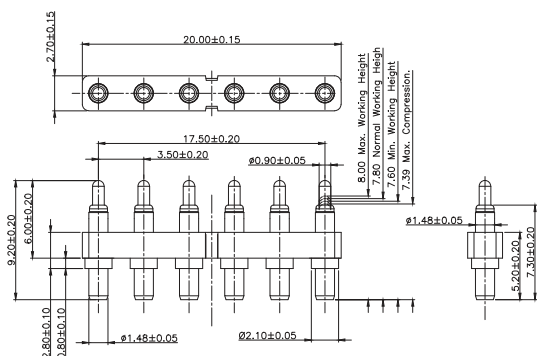 20.00±0.15
2.70±0.15
17.50±0.20
3.50±0.20
ø0.90±0.05
8.00 Max. Working Height
7.80 Normal Working Heigh
7.60 Min. Working Height
7.39 Max. Compression.
9.20±0.20
6.00±0.20
ø1.48±0.05
5.20±0.20
7.30±0.20
2.80±0.10
0.80±0.10
ø1.48±0.05
Ø2.10±0.05